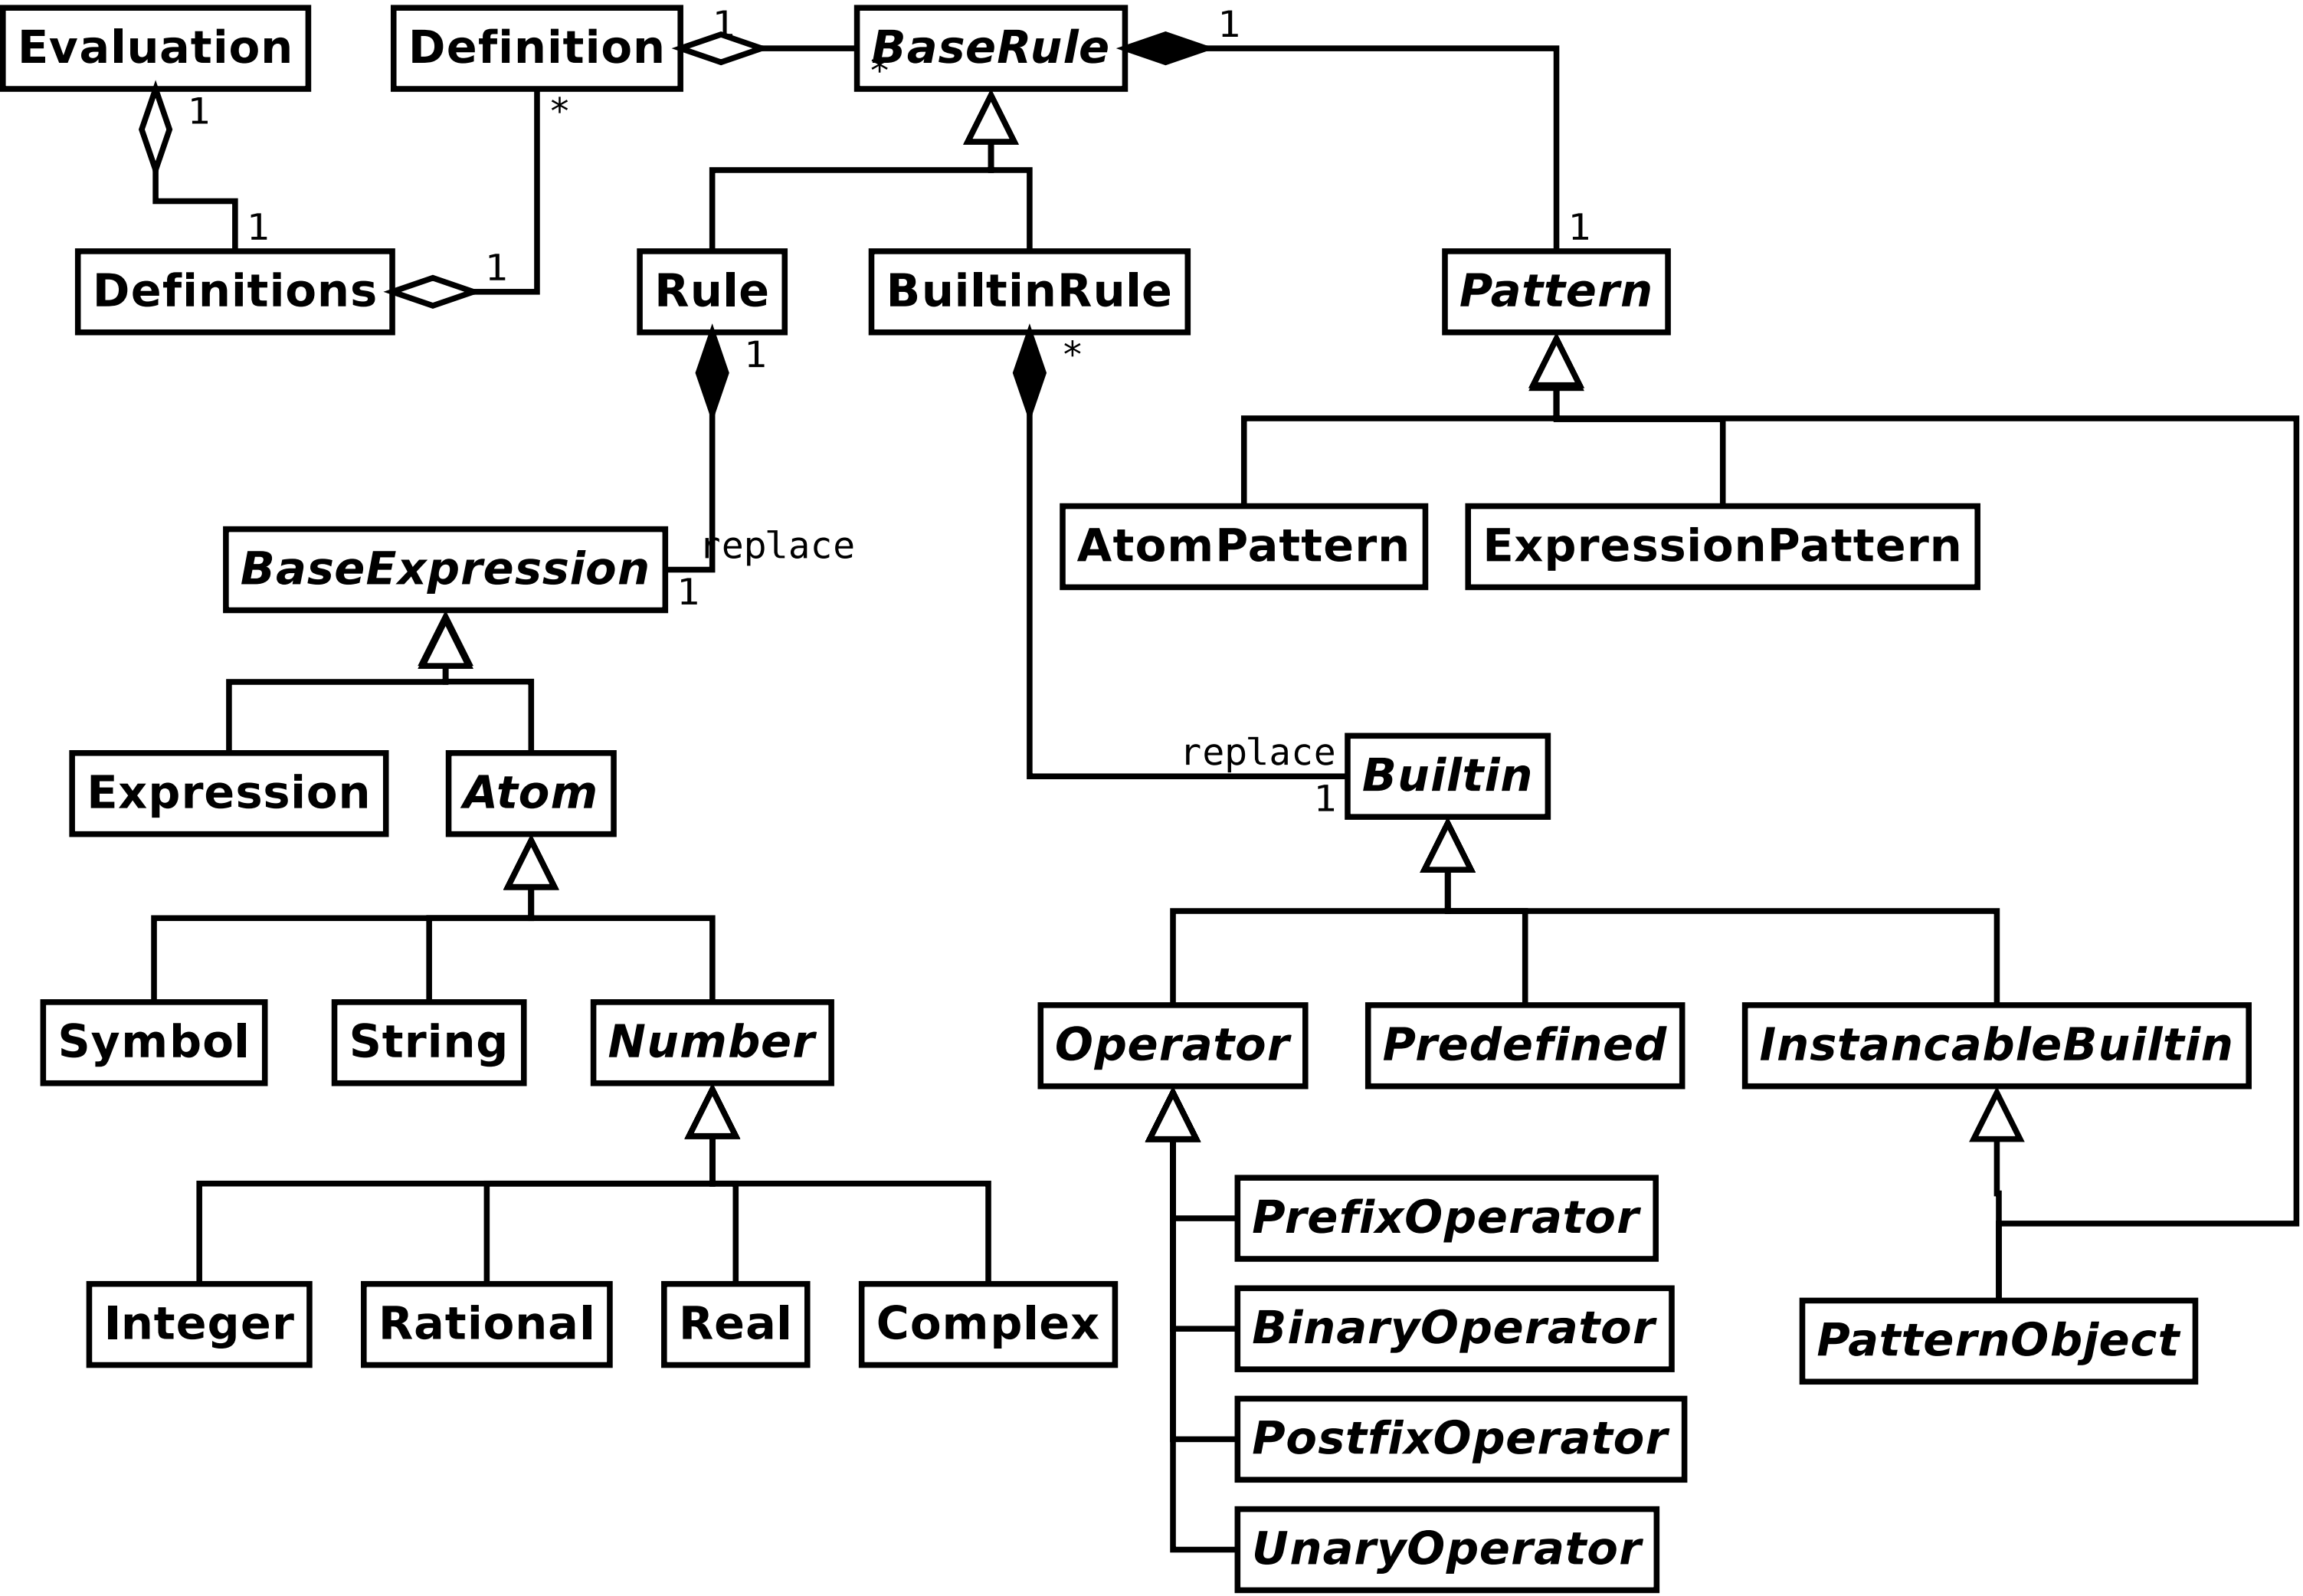 Evaluation
Definition
1
*
BaseRule
1
1
*
1
1
1
Definitions
Rule
BuiltinRule
Pattern
1
*
replace
1
BaseExpression
AtomPattern
ExpressionPattern
replace
1
Builtin
Expression
Atom
Symbol
String
Number
Operator
Predefined
InstancableBuiltin
PrefixOperator
Integer
Rational
Real
Complex
BinaryOperator
PatternObject
PostfixOperator
UnaryOperator